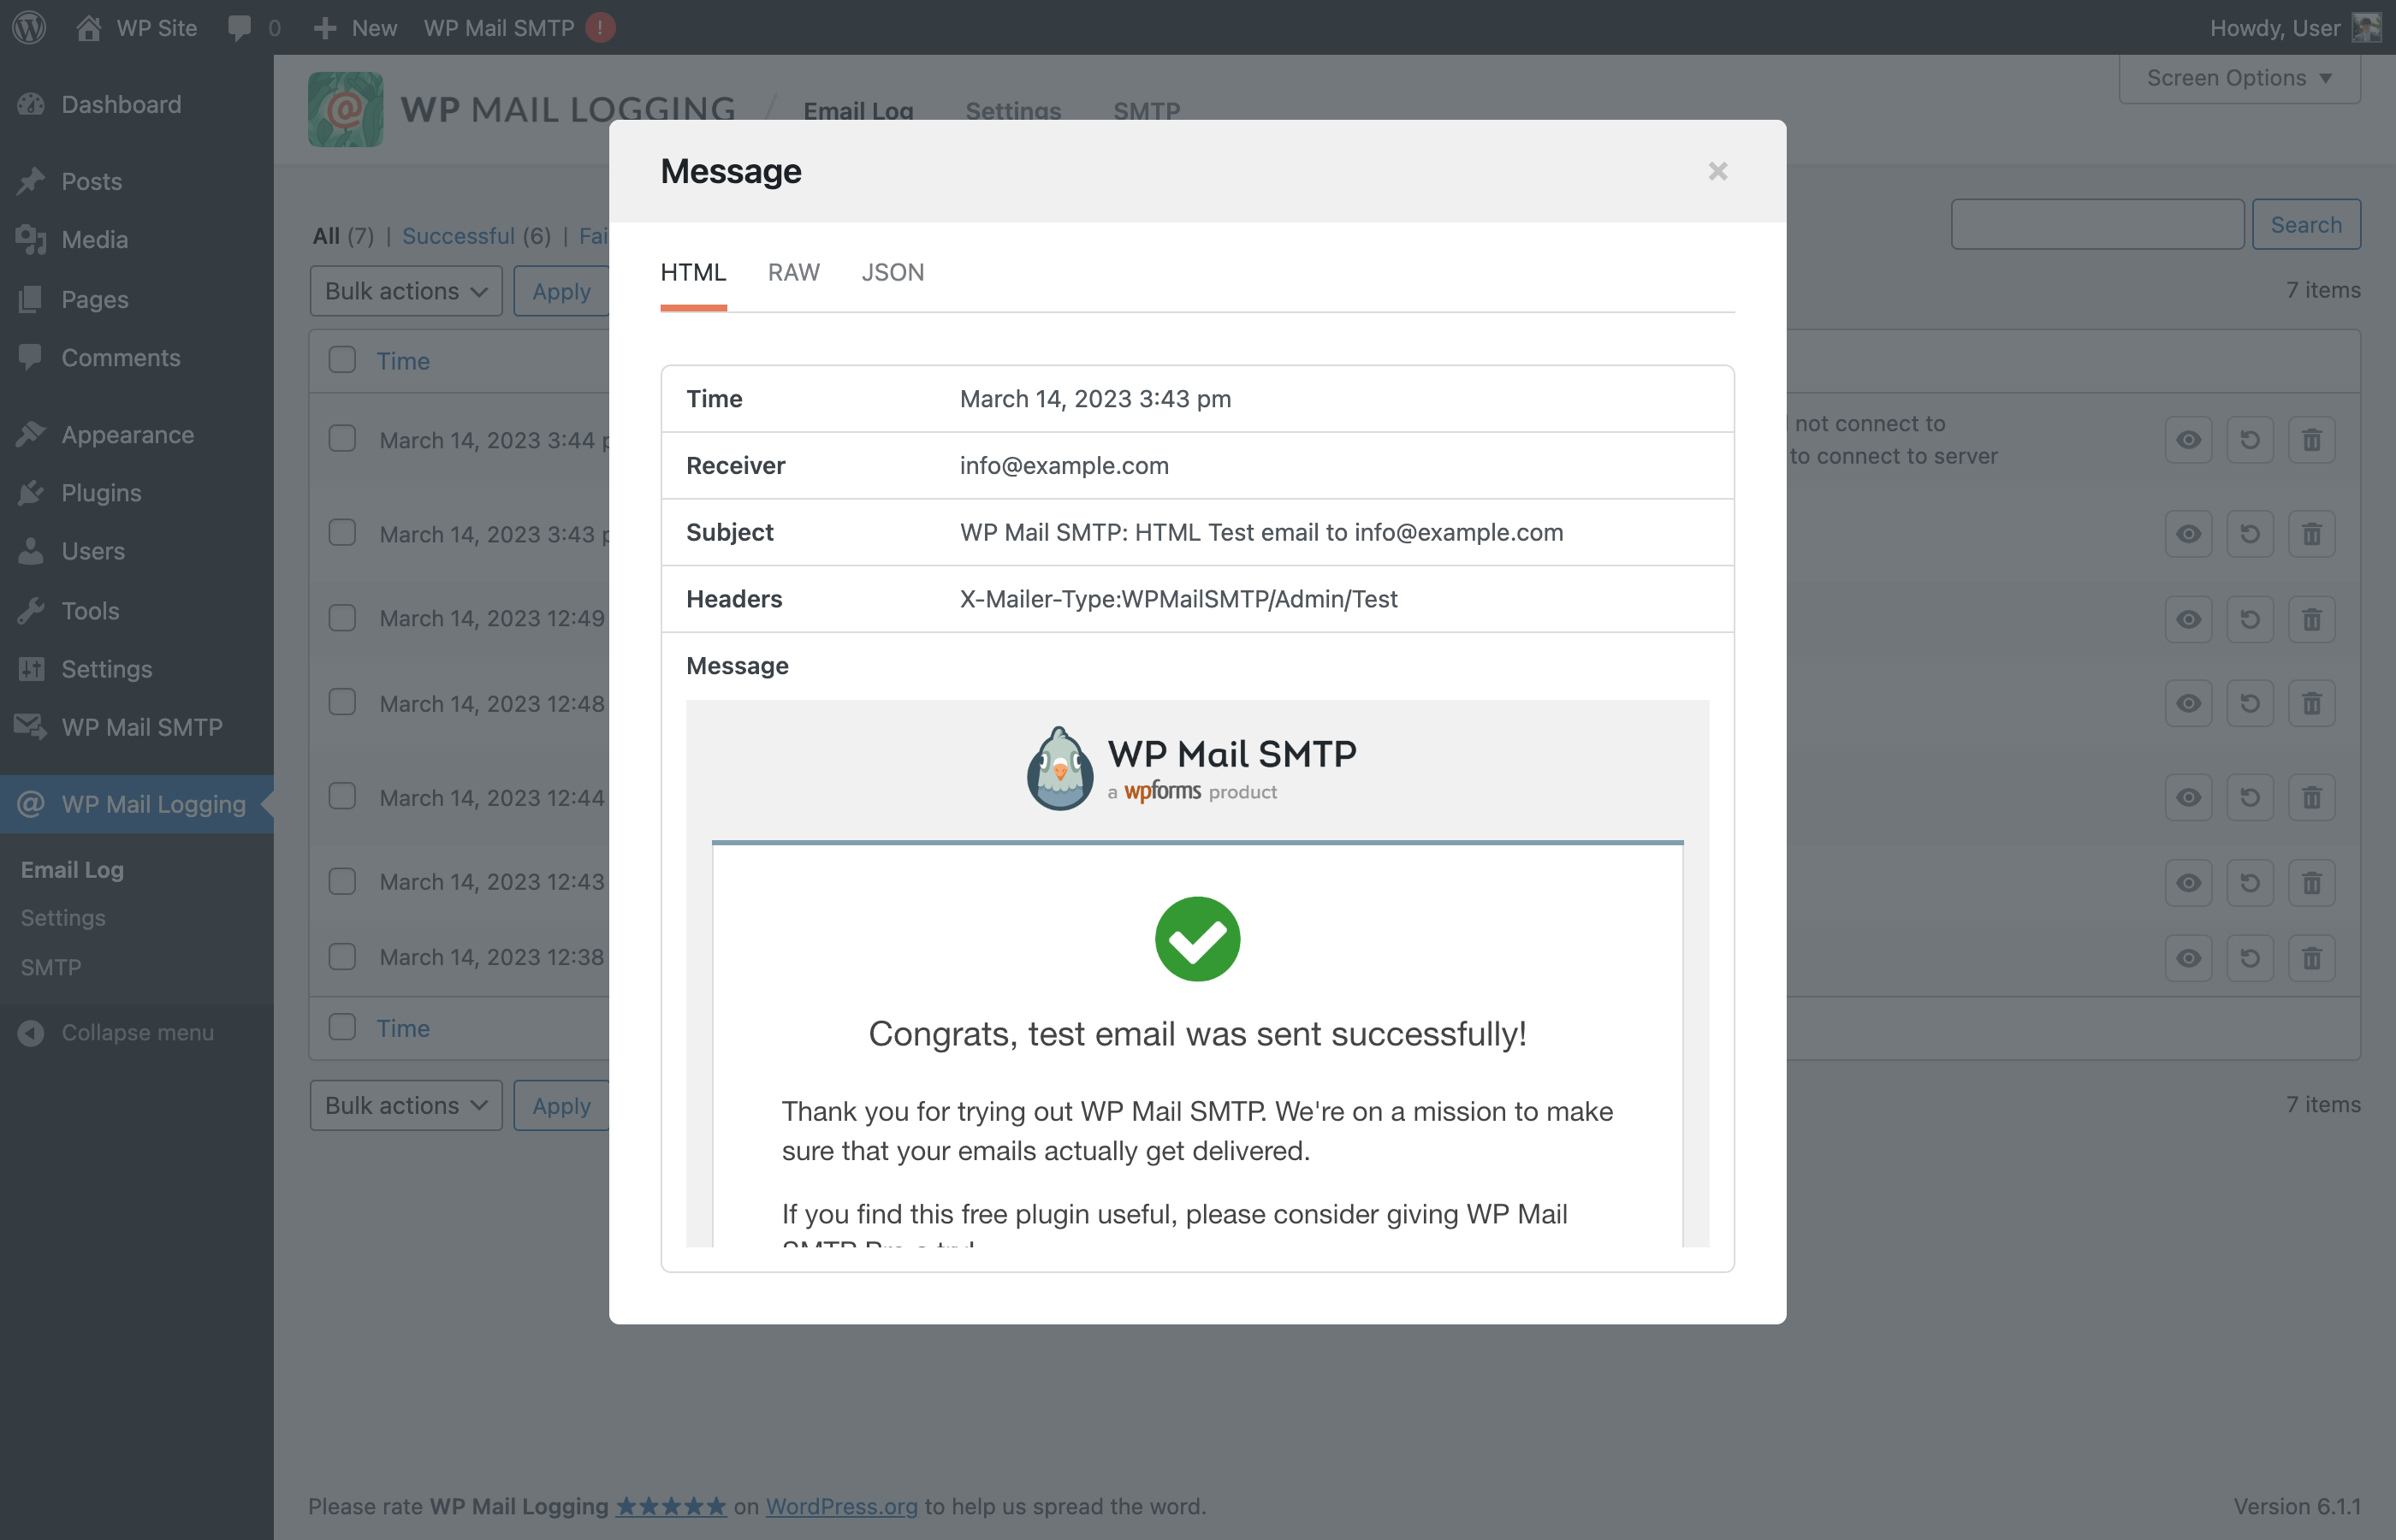 WP Site
0
New
WP Mail SMTP
!
Howdy, User
Dashboard
Posts
Media
Pages
Comments
Appearance
Plugins
Users
Tools
Settings
WP Mail SMTP
WP Mail Logging
Email Log
Settings
SMTP
Collapse menu
WP MAIL LOGGING
/
Email Log
Settings
SMTP
Screen Options
All (7) | Successful (6) |
Search
Bulk actions
Apply
7 items
Time
March 14, 2023 3:44
not connect to
to connect to server
March 14, 2023 3:43
March 14, 2023 12:49
March 14, 2023 12:48
March 14, 2023 12:44
March 14, 2023 12:43
March 14, 2023 12:38
Time
Bulk actions
Apply
7 items
Message
HTML
RAW
JSON
Time
March 14, 2023 3:43 pm
Receiver
info@example.com
Subject
WP Mail SMTP: HTML Test email to info@example.com
Headers
X-Mailer-Type:WPMailSMTP/Admin/Test
Message
WP Mail SMTP
a wpforms product
Congrats, test email was sent successfully!
Thank you for trying out WP Mail SMTP. We're on a mission to make
sure that your emails actually get delivered.
If you find this free plugin useful, please consider giving WP Mail
SMTP Pro a try!
Please rate WP Mail Logging ★★★★★ on WordPress.org to help us spread the word.
Version 6.1.1